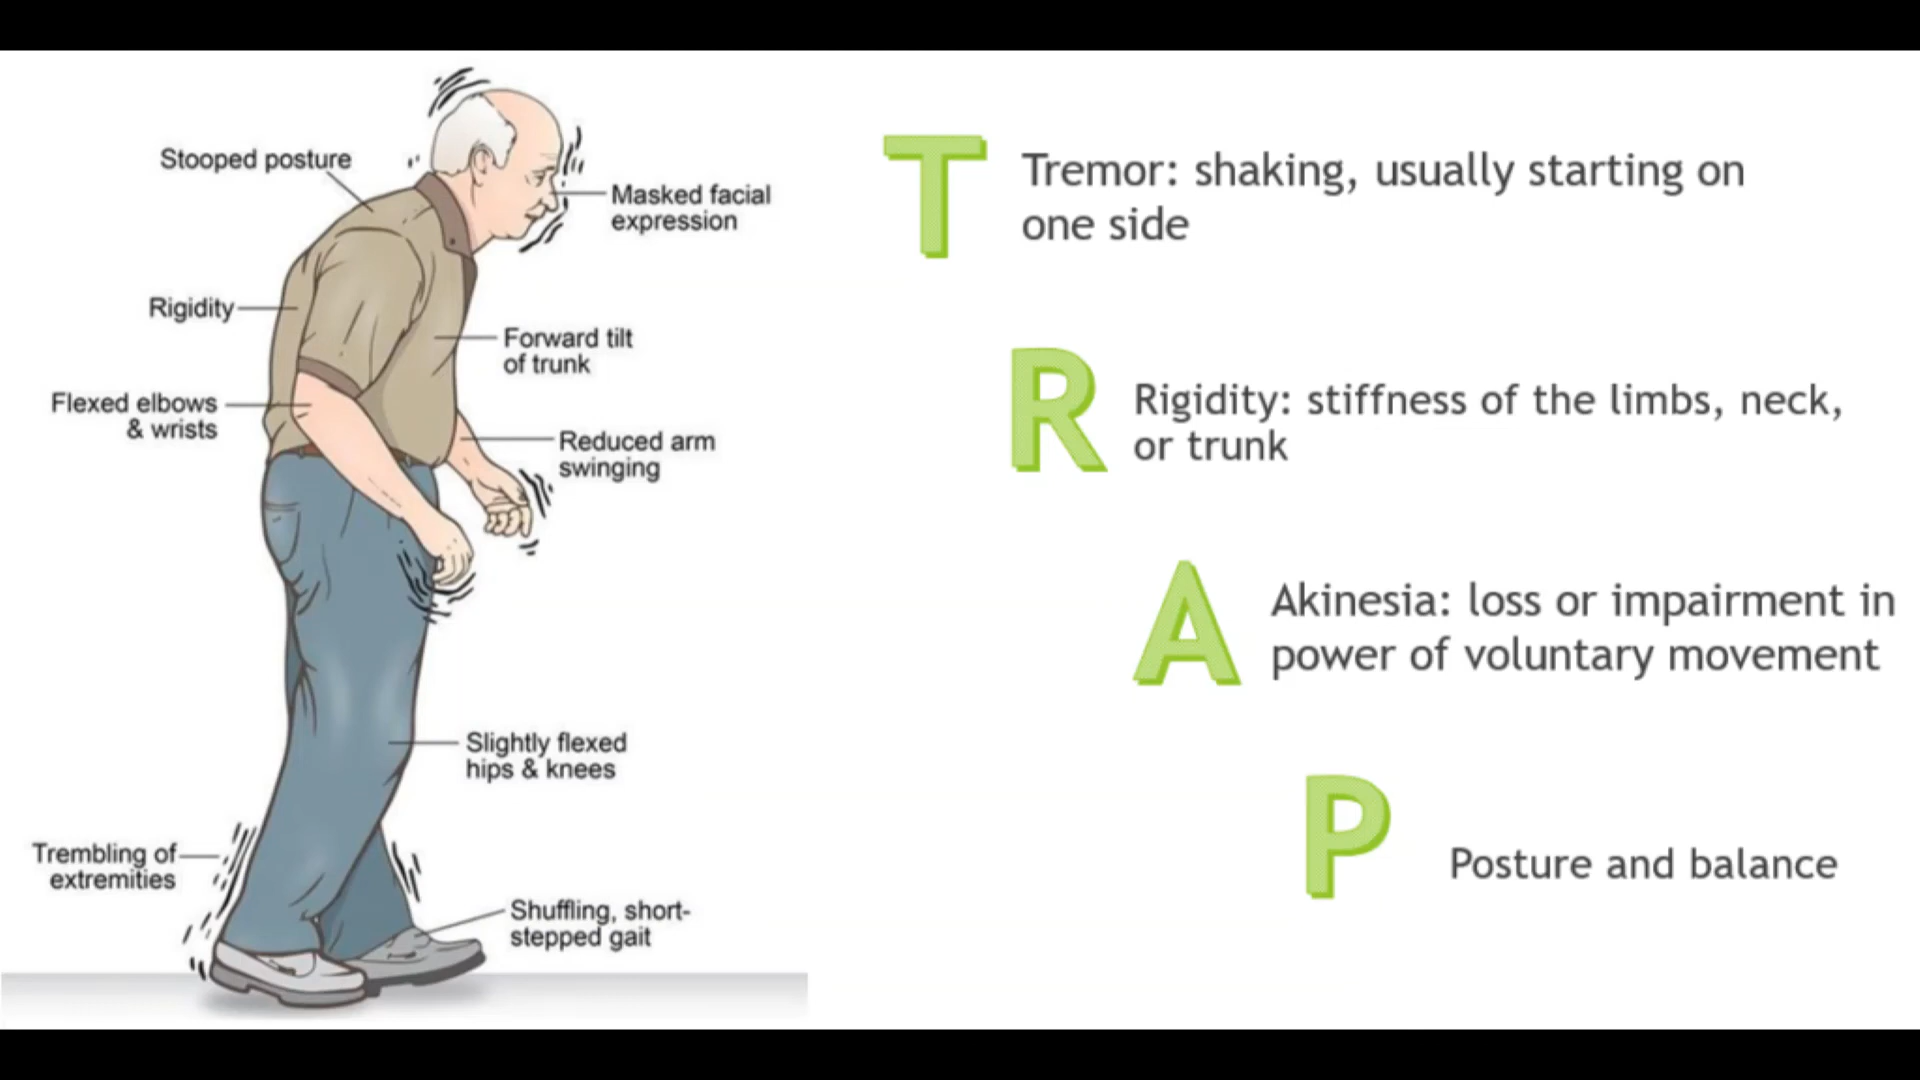 Stooped posture
Masked facial
expression
Rigidity
Forward tilt
of trunk
Flexed elbows
& wrists
Reduced arm
swinging
Slightly flexed
hips & knees
Trembling of
extremities
Shuffling, short-
stepped gait
T
Tremor: shaking, usually starting on
one side
R
Rigidity: stiffness of the limbs, neck,
or trunk
A
Akinesia: loss or impairment in
power of voluntary movement
P
Posture and balance